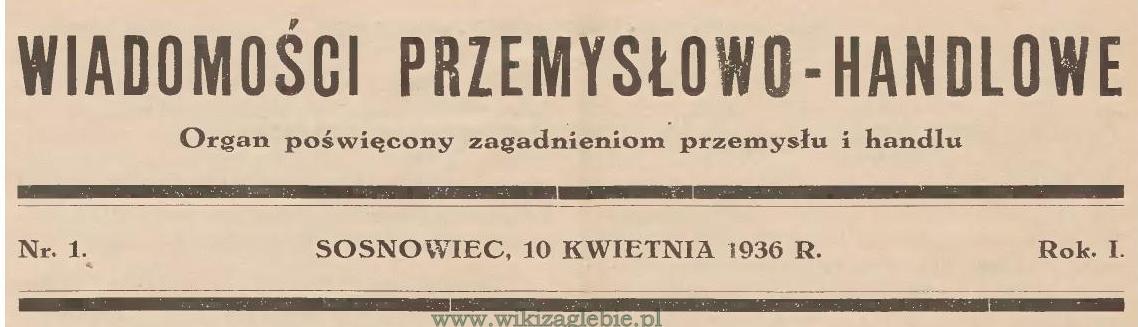 WIADOMOŚCI PRZEMYSŁOWO-HANDLOWE
Organ poświęcony zagadnieniom przemysłu i handlu
Nr. 1. SOSNOWIEC, 10 KWIETNIA 1936 R. Rok. I.
www.wikizaglebie.pl